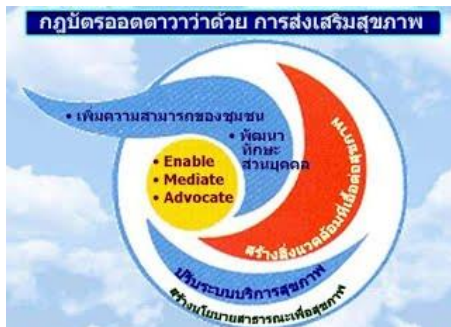 กฎบัตรออตตาวาว่าด้วย การส่งเสริมสุขภาพ
• เพิ่มความสามารถของชุมชน
• พัฒนา
ทักษะ
ส่วนบุคคล
• Enable
• Mediate
• Advocate
สร้างสิ่งแวดล้อมที่เอื้อต่อสุขภาพ
ปรับระบบบริการสุขภาพ
สร้างนโยบายสาธารณะเพื่อสุขภาพ